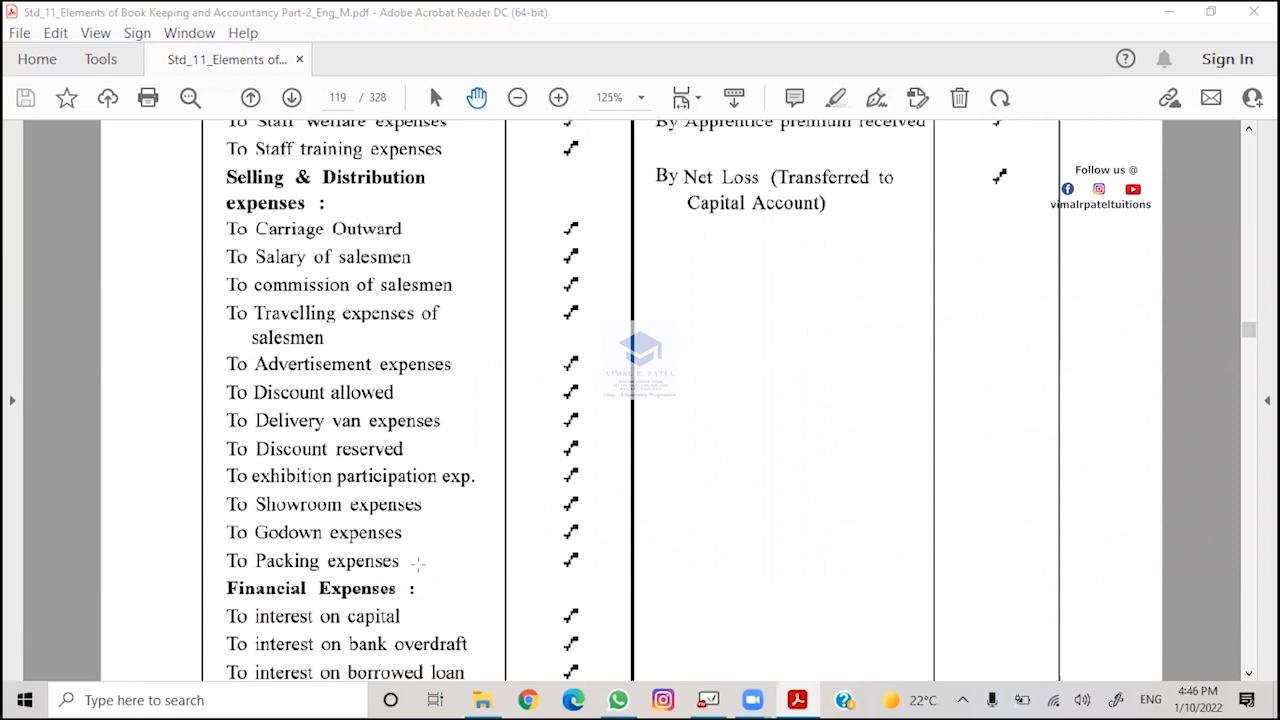 Std_11_Elements of Book Keeping and Accountancy Part-2_Eng_M.pdf - Adobe Acrobat Reader DC (64-bit)
File Edit View Sign Window Help
Home Tools Std_11_Elements of... × Sign In
119 / 328 125%
To Staff welfare expenses
To Staff training expenses
Selling & Distribution
expenses :
To Carriage Outward
To Salary of salesmen
To commission of salesmen
To Travelling expenses of
salesmen
To Advertisement expenses
To Discount allowed
To Delivery van expenses
To Discount reserved
To exhibition participation exp.
To Showroom expenses
To Godown expenses
To Packing expenses
Financial Expenses :
To interest on capital
To interest on bank overdraft
To interest on borrowed loan
By Apprentice premium received
By Net Loss (Transferred to
Capital Account)
Follow us @
vimalrpateltuitions
VIMAL R. PATEL
Type here to search
22°C
ENG
4:46 PM
1/10/2022